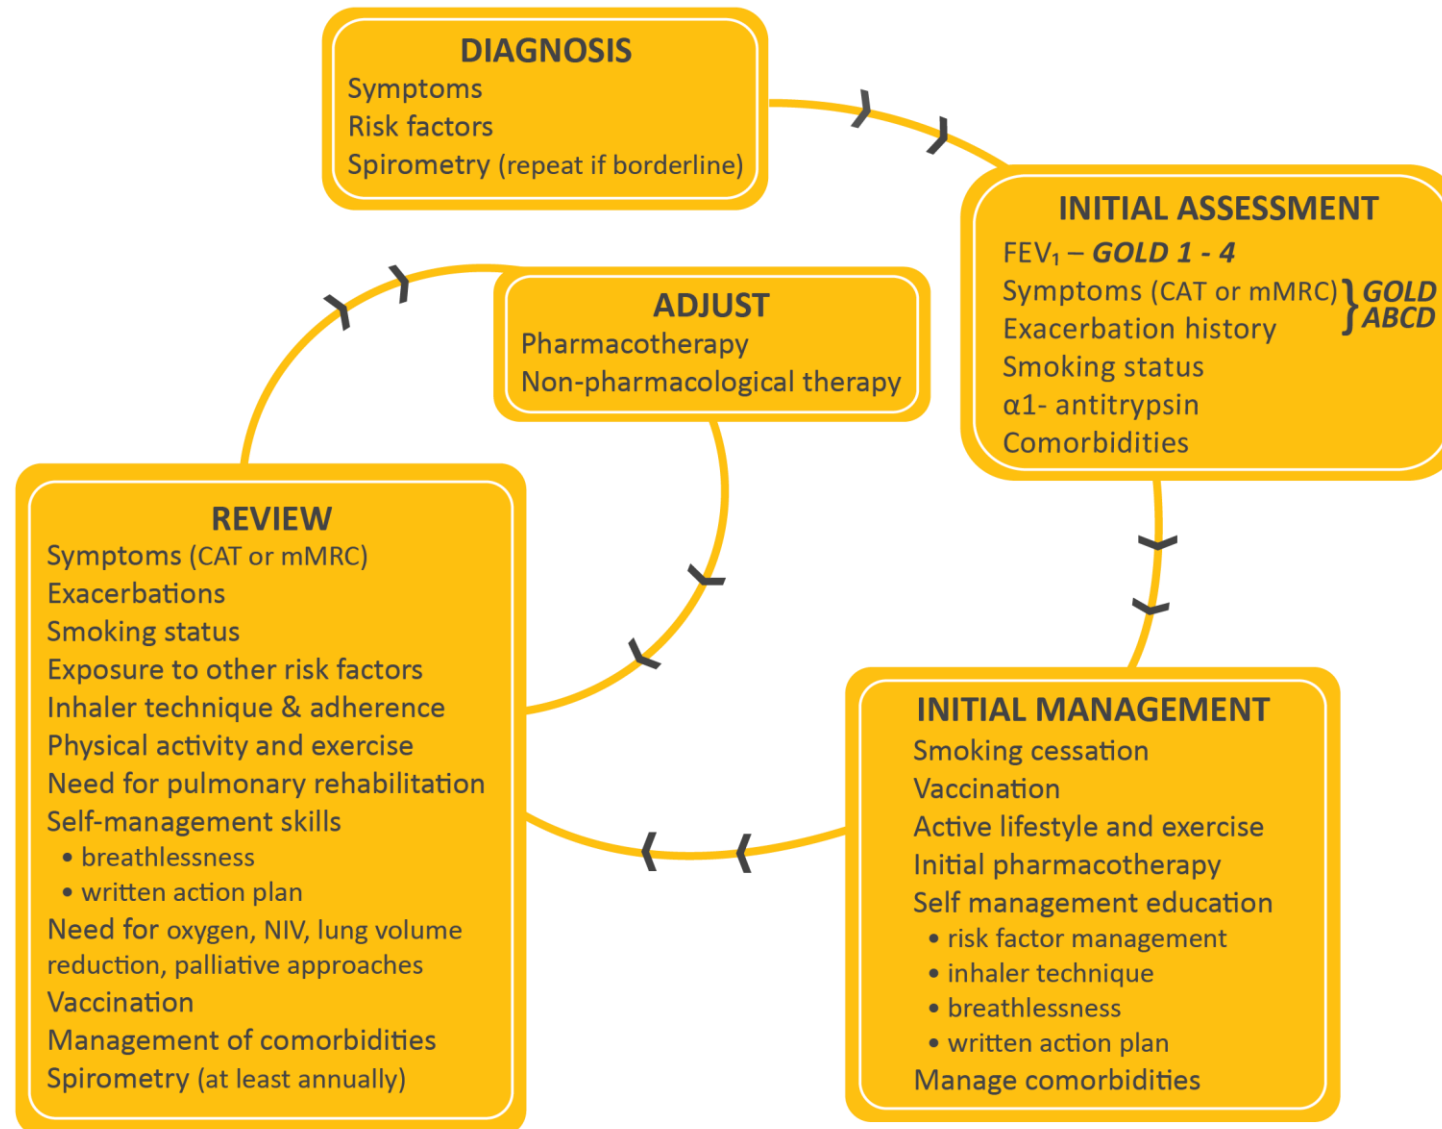 DIAGNOSIS
Symptoms
Risk factors
Spirometry (repeat if borderline)
INITIAL ASSESSMENT
FEV₁ – GOLD 1 - 4
Symptoms (CAT or mMRC)
Exacerbation history
GOLD
ABCD
Smoking status
α1- antitrypsin
Comorbidities
INITIAL MANAGEMENT
Smoking cessation
Vaccination
Active lifestyle and exercise
Initial pharmacotherapy
Self management education
• risk factor management
• inhaler technique
• breathlessness
• written action plan
Manage comorbidities
REVIEW
Symptoms (CAT or mMRC)
Exacerbations
Smoking status
Exposure to other risk factors
Inhaler technique & adherence
Physical activity and exercise
Need for pulmonary rehabilitation
Self-management skills
• breathlessness
• written action plan
Need for oxygen, NIV, lung volume
reduction, palliative approaches
Vaccination
Management of comorbidities
Spirometry (at least annually)
ADJUST
Pharmacotherapy
Non-pharmacological therapy